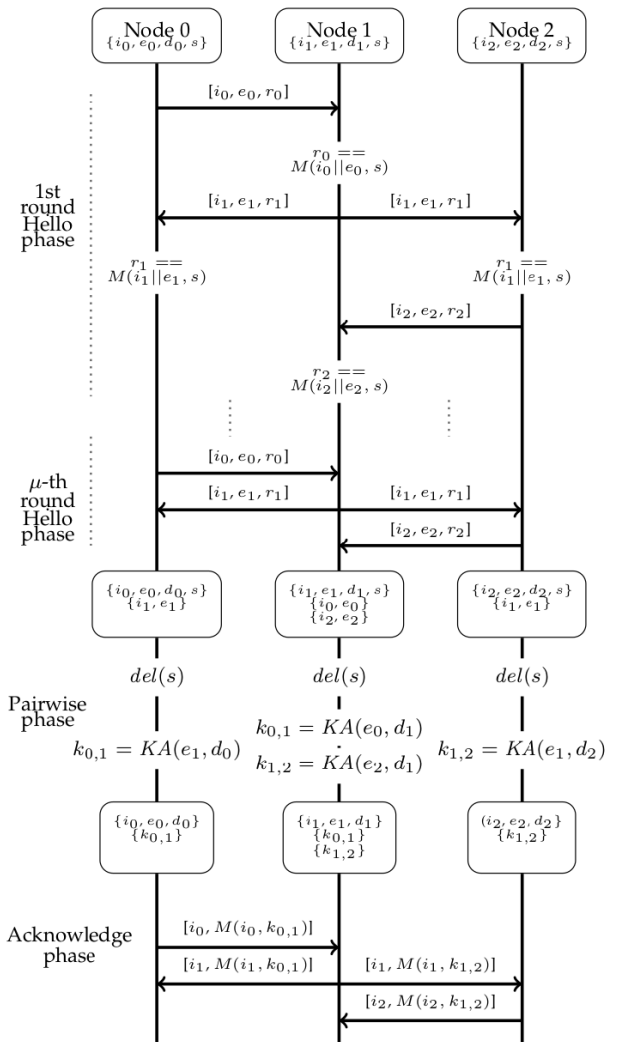 Node 0 Node 1 Node 2
{i₀, e₀, d₀, s} {i₁, e₁, d₁, s} {i₂, e₂, d₂, s}
[i₀, e₀, r₀]
r₀ ==
M(i₀||e₀, s)
1st
round
Hello
phase
[i₁, e₁, r₁] [i₁, e₁, r₁]
r₁ == r₁ ==
M(i₁||e₁, s) M(i₁||e₁, s)
[i₂, e₂, r₂]
r₂ ==
M(i₂||e₂, s)
μ-th
round
Hello
phase
[i₀, e₀, r₀]
[i₁, e₁, r₁] [i₁, e₁, r₁]
[i₂, e₂, r₂]
{i₀, e₀, d₀, s} {i₁, e₁, d₁, s} {i₂, e₂, d₂, s}
{i₁, e₁} {i₀, e₀} {i₁, e₁}
{i₂, e₂}
del(s) del(s) del(s)
Pairwise
phase
k₀,₁ = KA(e₀, d₁)
k₀,₁ = KA(e₁, d₀) k₁,₂ = KA(e₂, d₁) k₁,₂ = KA(e₁, d₂)
{i₀, e₀, d₀} {i₁, e₁, d₁} (i₂, e₂, d₂}
{k₀,₁} {k₀,₁} {k₁,₂}
{k₁,₂}
Acknowledge
phase
[i₀, M(i₀, k₀,₁)]
[i₁, M(i₁, k₀,₁)] [i₁, M(i₁, k₁,₂)]
[i₂, M(i₂, k₁,₂)]